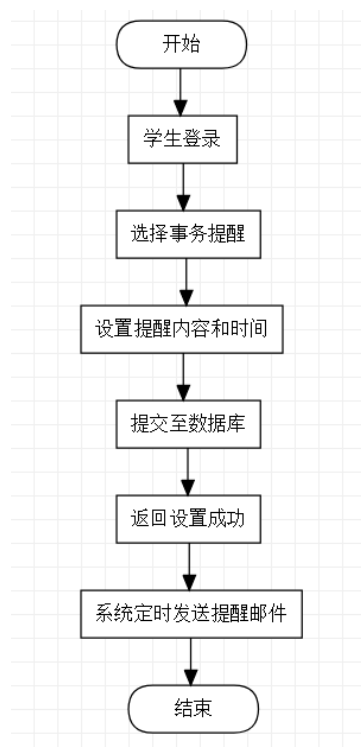 开始
学生登录
选择事务提醒
设置提醒内容和时间
提交至数据库
返回设置成功
系统定时发送提醒邮件
结束